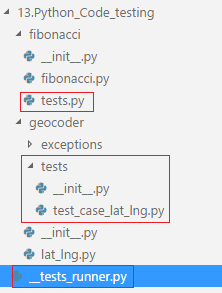 13.Python_Code_testing
fibonacci
__init__.py
fibonacci.py
tests.py
geocoder
exceptions
tests
__init__.py
test_case_lat_lng.py
__init__.py
lat_lng.py
__tests_runner.py